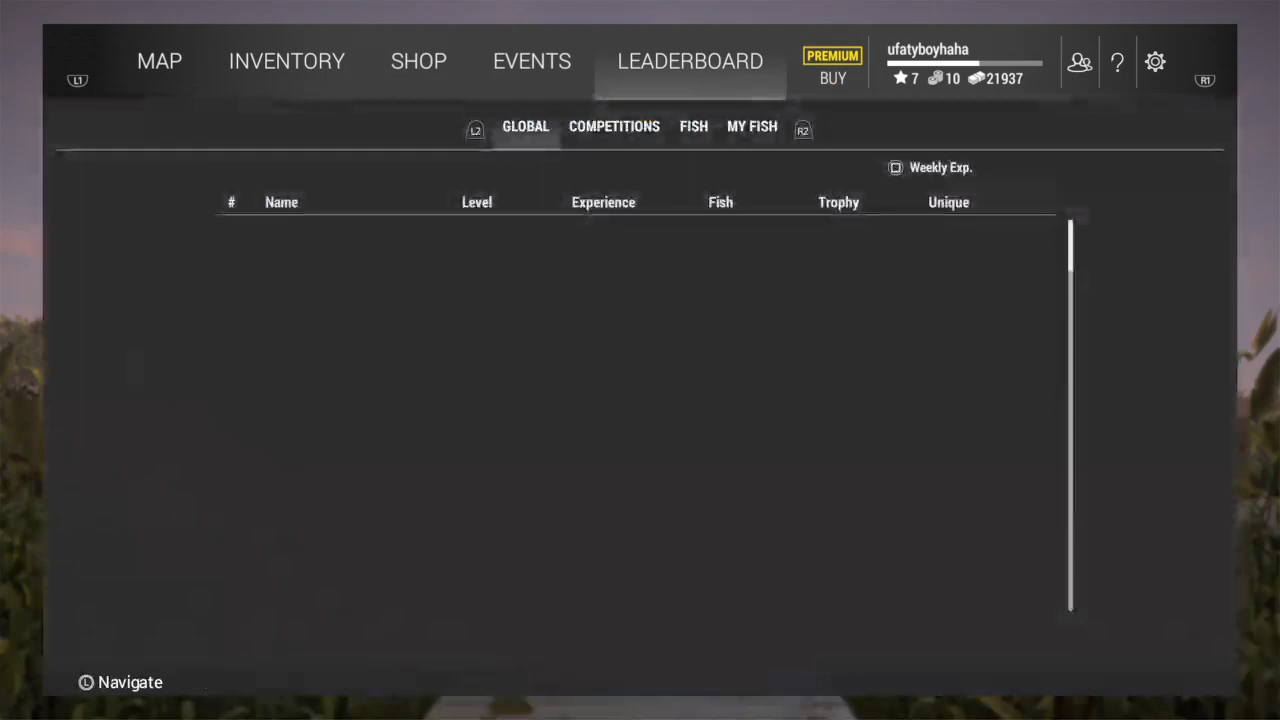 MAP INVENTORY SHOP EVENTS LEADERBOARD PREMIUM BUY ufatyboyhaha
L1 7 10 21937 ? R1
L2 GLOBAL COMPETITIONS FISH MY FISH R2
Weekly Exp.
# Name Level Experience Fish Trophy Unique
L Navigate